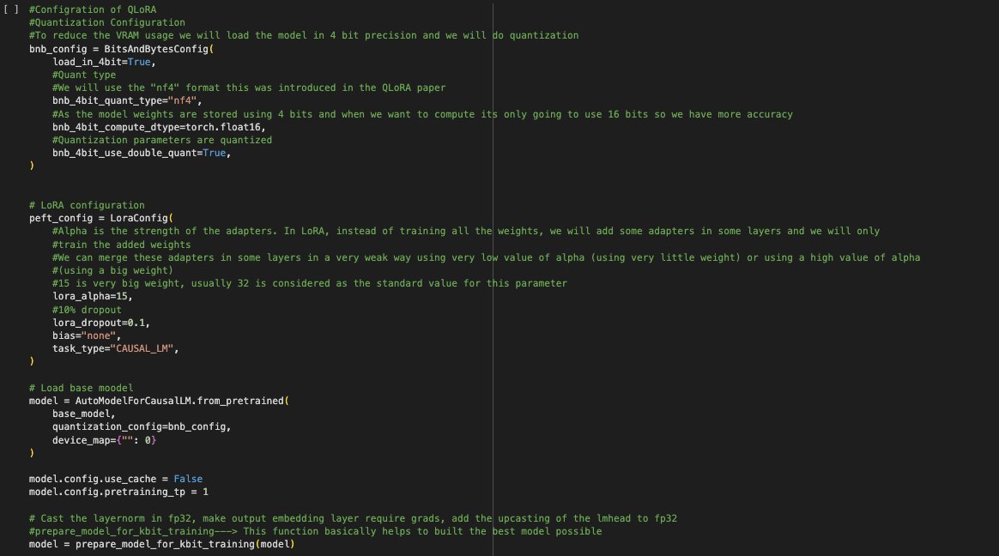 [ ] #Configration of QLoRA
#Quantization Configuration
#To reduce the VRAM usage we will load the model in 4 bit precision and we will do quantization
bnb_config = BitsAndBytesConfig(
    load_in_4bit=True,
    #Quant type
    #We will use the "nf4" format this was introduced in the QLoRA paper
    bnb_4bit_quant_type="nf4",
    #As the model weights are stored using 4 bits and when we want to compute its only going to use 16 bits so we have more accuracy
    bnb_4bit_compute_dtype=torch.float16,
    #Quantization parameters are quantized
    bnb_4bit_use_double_quant=True,
)
# LoRA configuration
peft_config = LoraConfig(
    #Alpha is the strength of the adapters. In LoRA, instead of training all the weights, we will add some adapters in some layers and we will only
    #train the added weights
    #We can merge these adapters in some layers in a very weak way using very low value of alpha (using very little weight) or using a high value of alpha
    #(using a big weight)
    #15 is very big weight, usually 32 is considered as the standard value for this parameter
    lora_alpha=15,
    #10% dropout
    lora_dropout=0.1,
    bias="none",
    task_type="CAUSAL_LM",
)
# Load base moodel
model = AutoModelForCausalLM.from_pretrained(
    base_model,
    quantization_config=bnb_config,
    device_map={"": 0}
)
model.config.use_cache = False
model.config.pretraining_tp = 1
# Cast the layernorm in fp32, make output embedding layer require grads, add the upcasting of the lmhead to fp32
#prepare_model_for_kbit_training---> This function basically helps to built the best model possible
model = prepare_model_for_kbit_training(model)